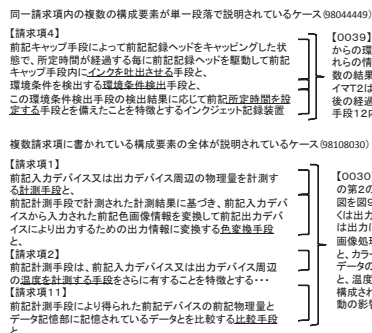 同一請求項内の複数の構成要素が単一段落で説明されているケース(98044449)
【請求項4】
前記キャップ手段によって前記記録ヘッドをキャッピングした状
態で、所定時間が経過する毎に前記記録ヘッドを駆動して前記
キャップ手段内にインクを吐出させる手段と、
環境条件を検出する環境条件検出手段と、
この環境条件検出手段の検出結果に応じて前記所定時間を設
定する手段とを備えたことを特徴とするインクジェット記録装置
【0039】
からの環
れらの情
数の結果
イマT2は
後の経過
手段12内
複数請求項に書かれている構成要素の全体が説明されているケース(98108030)
【請求項1】
前記入力デバイス又は出力デバイス周辺の物理量を計測す
る計測手段と、
前記計測手段で計測された計測結果に基づき、前記入力デバ
イスから入力された前記色画像情報を変換して前記出力デバ
イスにより出力するための出力情報に変換する色変換手段
と、
【請求項2】
前記計測手段は、前記入力デバイス又は出力デバイス周辺
の温度を計測する手段をさらに有することを特徴とする・・・
【請求項11】
前記計測手段により得られた前記デバイスの前記物理量と
データ記憶部に記憶されているデータとを比較する比較手段
と
【0030】
の第2の
図を図9
くは出力
は出力に
画像処理
と、カラー
データの
と、温度
構成され
動の影響